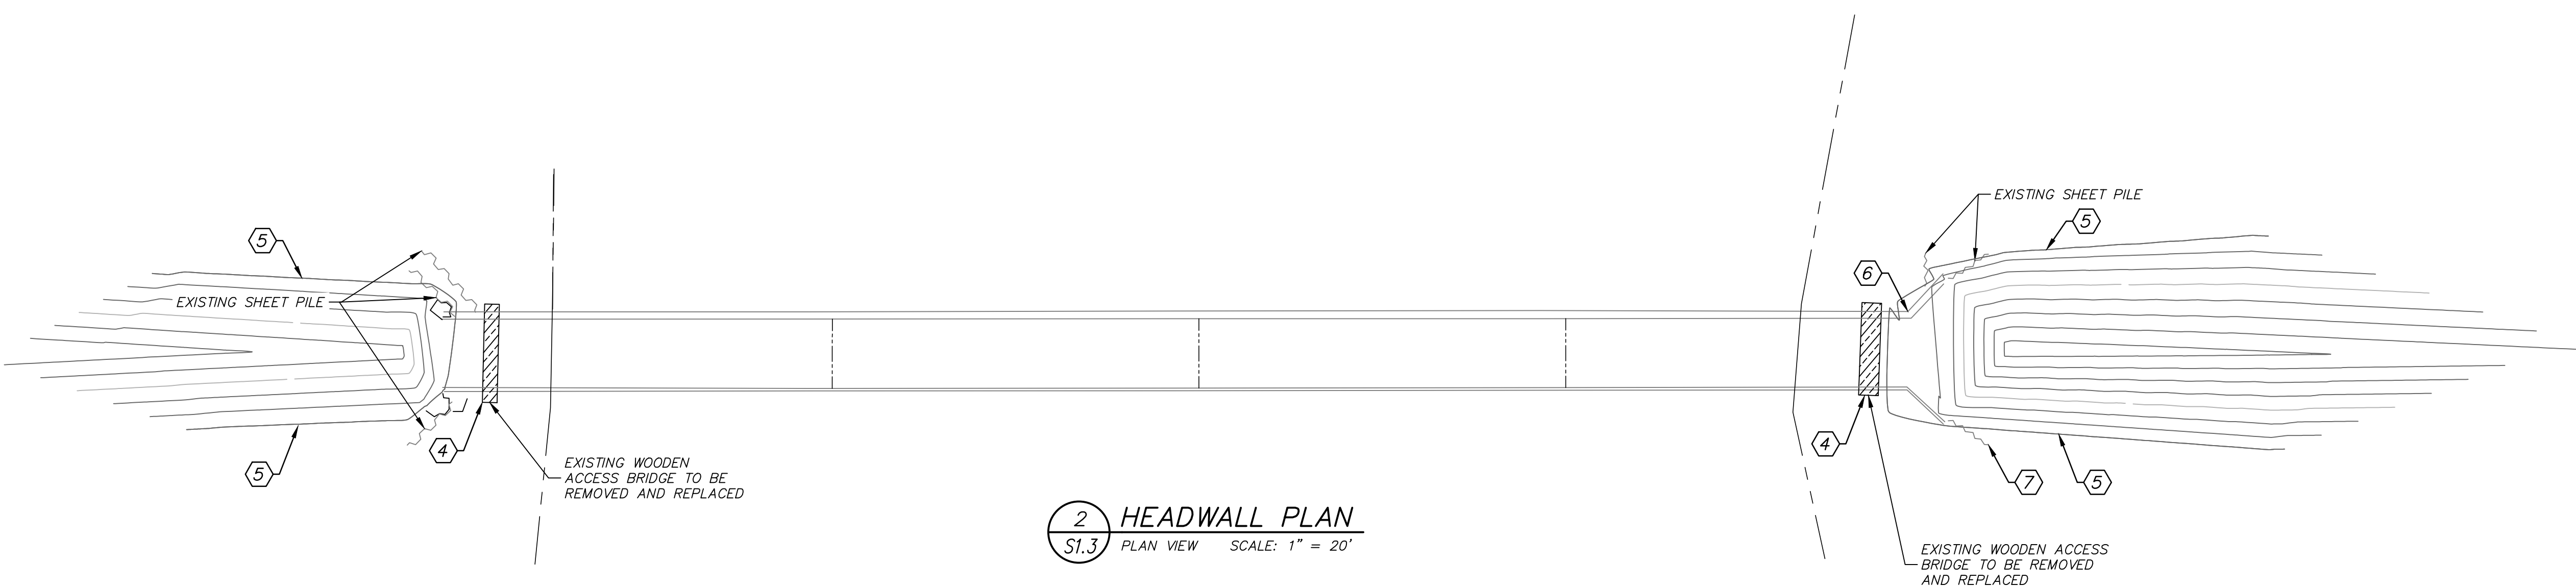 EXISTING SHEET PILE
5
5
6
5
EXISTING SHEET PILE
4
5
EXISTING WOODEN
ACCESS BRIDGE TO BE
REMOVED AND REPLACED
4
7
5
2
S1.3
HEADWALL PLAN
PLAN VIEW SCALE: 1" = 20'
EXISTING WOODEN ACCESS
BRIDGE TO BE REMOVED
AND REPLACED